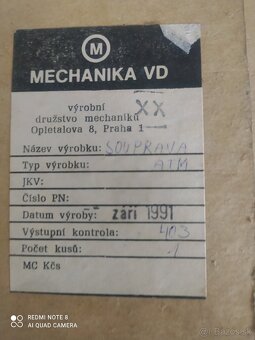 M
MECHANIKA VD
výrobní XX
družstvo mechaniků
Opletalova 8, Praha 1
Název výrobku: SOUPRAVA
Typ výrobku: ATM
JKV:
Číslo PN:
Datum výroby: září 1991
Výstupní kontrola: 403
Počet kusů: 1
MC Kčs
REDMI NOTE 8
AI QUAD CAMERA